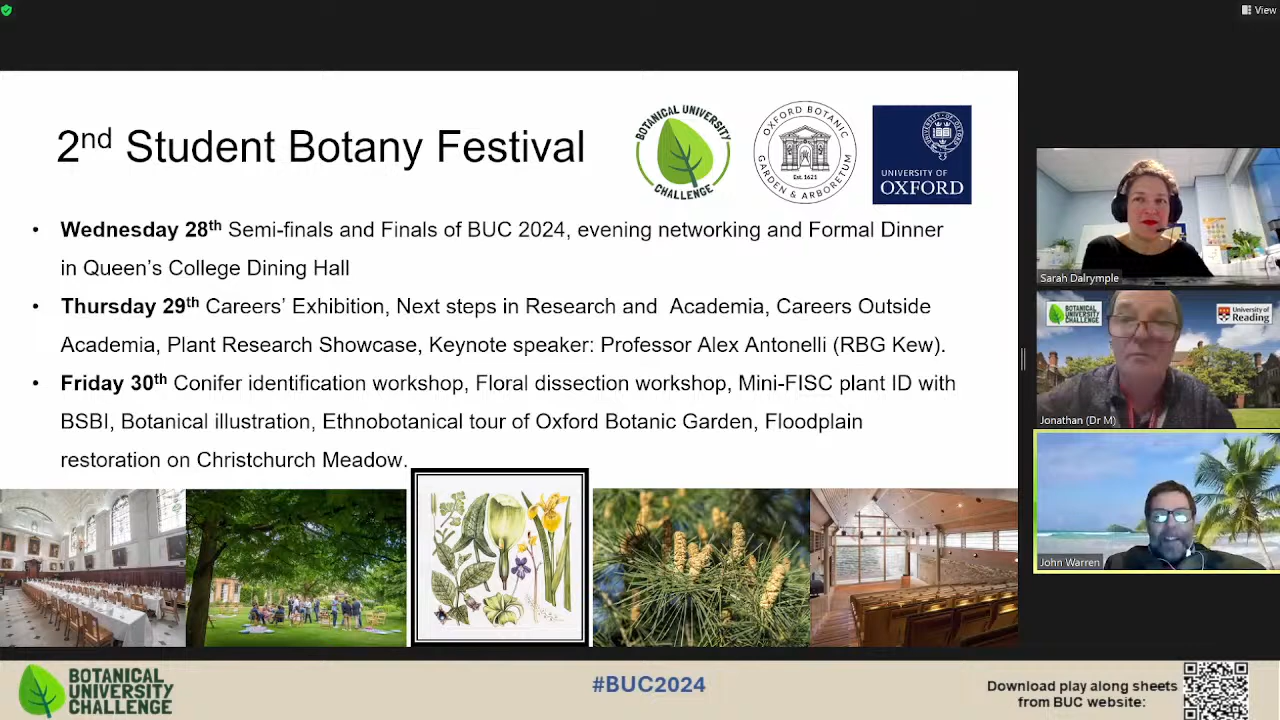 View
2nd Student Botany Festival
BOTANICAL UNIVERSITY CHALLENGE
OXFORD BOTANIC GARDEN & ARBORETUM
Est. 1621
UNIVERSITY OF OXFORD
UNIVERSITY OF
OXFORD
• Wednesday 28th Semi-finals and Finals of BUC 2024, evening networking and Formal Dinner
in Queen's College Dining Hall
• Thursday 29th Careers' Exhibition, Next steps in Research and Academia, Careers Outside
Academia, Plant Research Showcase, Keynote speaker: Professor Alex Antonelli (RBG Kew).
• Friday 30th Conifer identification workshop, Floral dissection workshop, Mini-FISC plant ID with
BSBI, Botanical illustration, Ethnobotanical tour of Oxford Botanic Garden, Floodplain
restoration on Christchurch Meadow.
Sarah Dalrymple
BOTANICAL
UNIVERSITY
CHALLENGE
University of
Reading
Jonathan (Dr M)
John Warren
BOTANICAL
UNIVERSITY
CHALLENGE
#BUC2024
Download play along sheets
from BUC website: